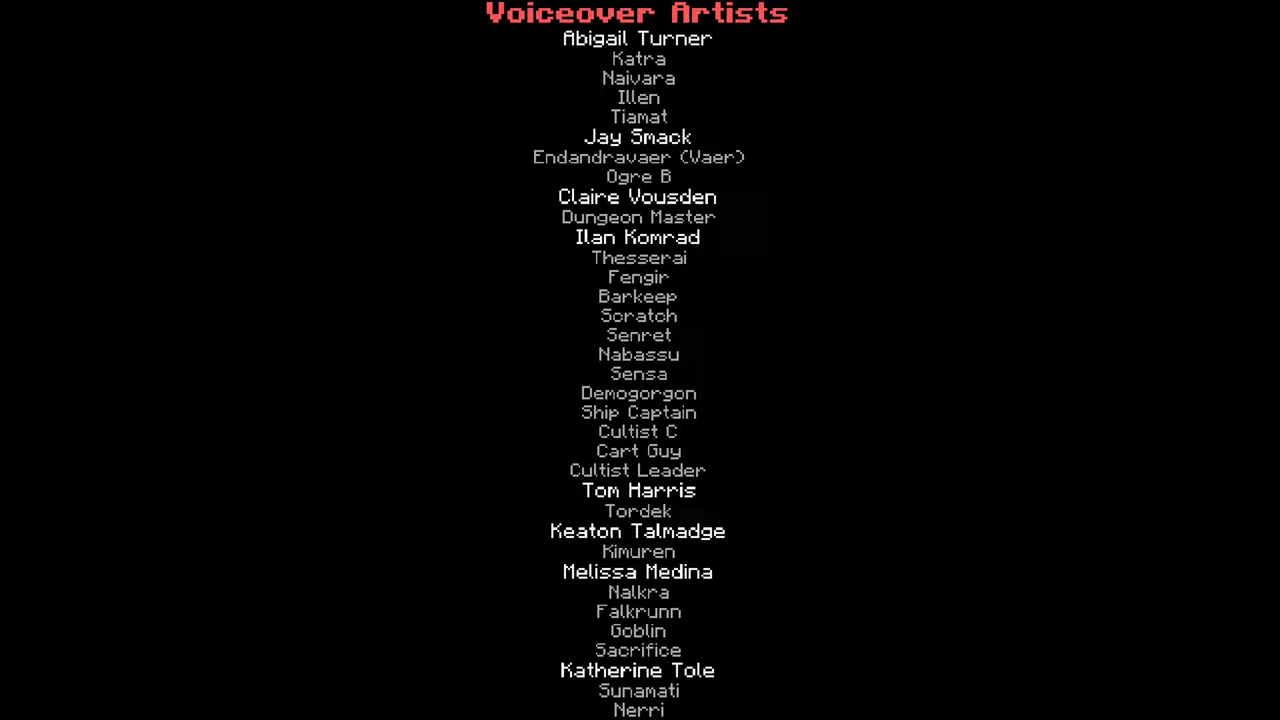 Voiceover Artists
Abigail Turner
Katra
Naivara
Illen
Tiamat
Jay Smack
Endandravaer (Vaer)
Ogre B
Claire Vousden
Dungeon Master
Ilan Komrad
Thesserai
Fengir
Barkeep
Scratch
Senret
Nabassu
Sensa
Demogorgon
Ship Captain
Cultist C
Cart Guy
Cultist Leader
Tom Harris
Tordek
Keaton Talmadge
Kimuren
Melissa Medina
Nalkra
Falkrunn
Goblin
Sacrifice
Katherine Tole
Sunamati
Nerri